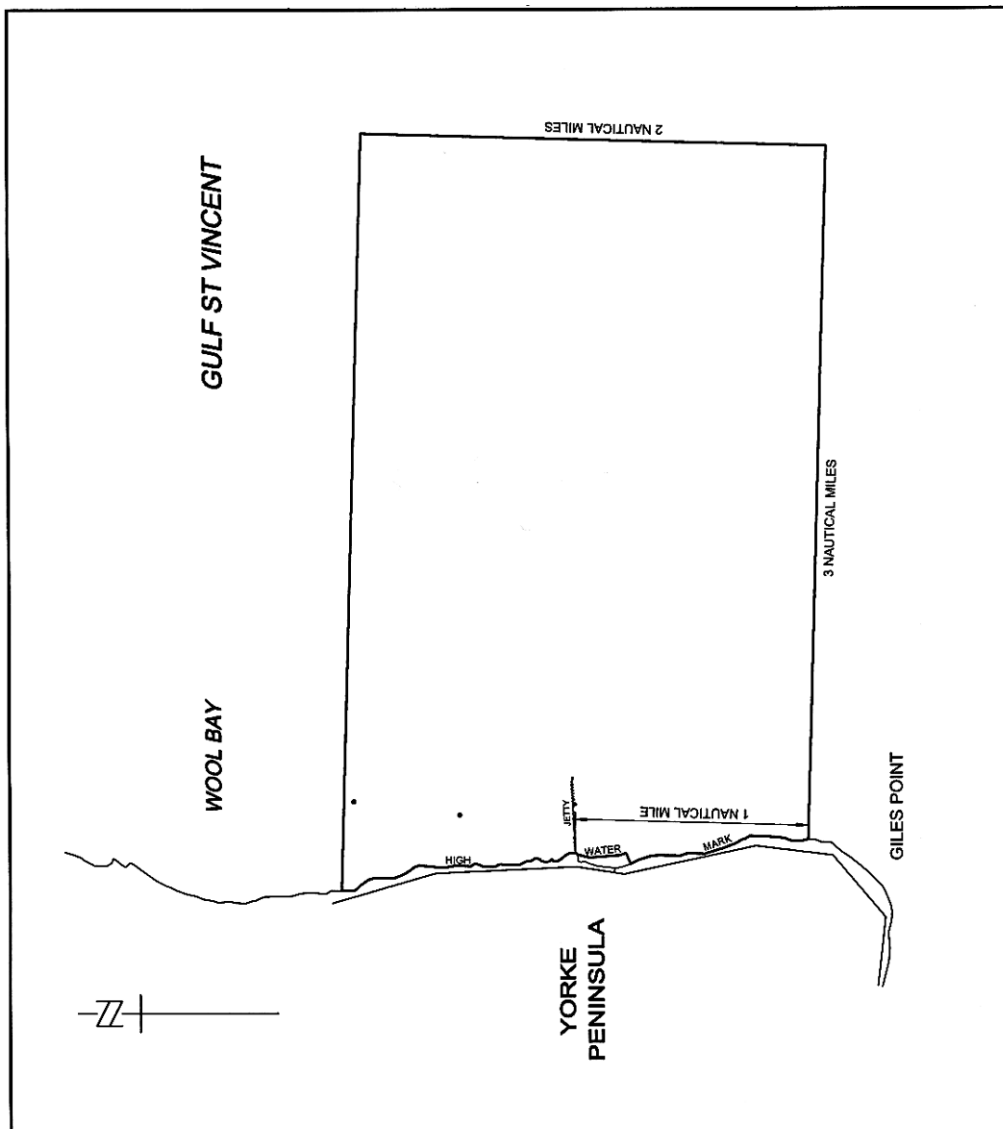 GULF ST VINCENT
WOOL BAY
2 NAUTICAL MILES
3 NAUTICAL MILES
JETTY
1 NAUTICAL MILE
HIGH
WATER
MARK
GILES POINT
YORKE
PENINSULA
N